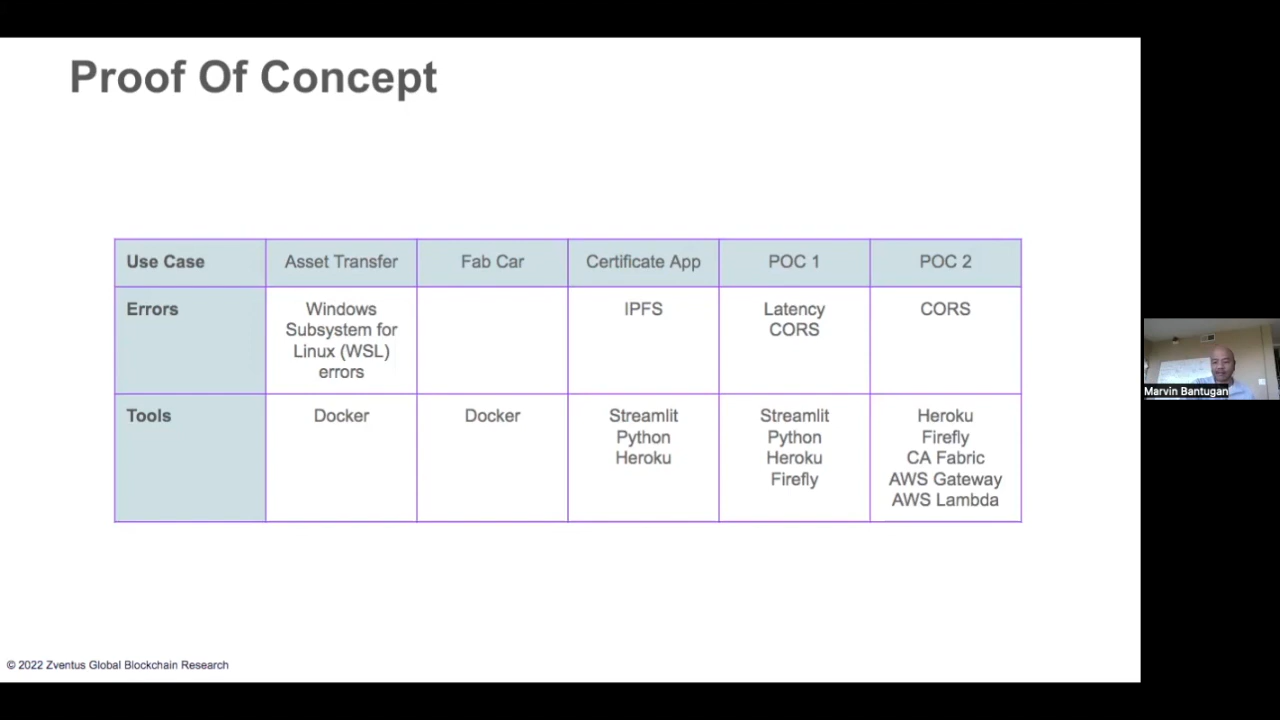 Proof Of Concept
Use Case
Asset Transfer
Fab Car
Certificate App
POC 1
POC 2
Errors
Windows
Subsystem for
Linux (WSL)
errors
IPFS
Latency
CORS
CORS
Tools
Docker
Docker
Streamlit
Python
Heroku
Streamlit
Python
Heroku
Firefly
Heroku
Firefly
CA Fabric
AWS Gateway
AWS Lambda
© 2022 Zventus Global Blockchain Research
Marvin Bantugan